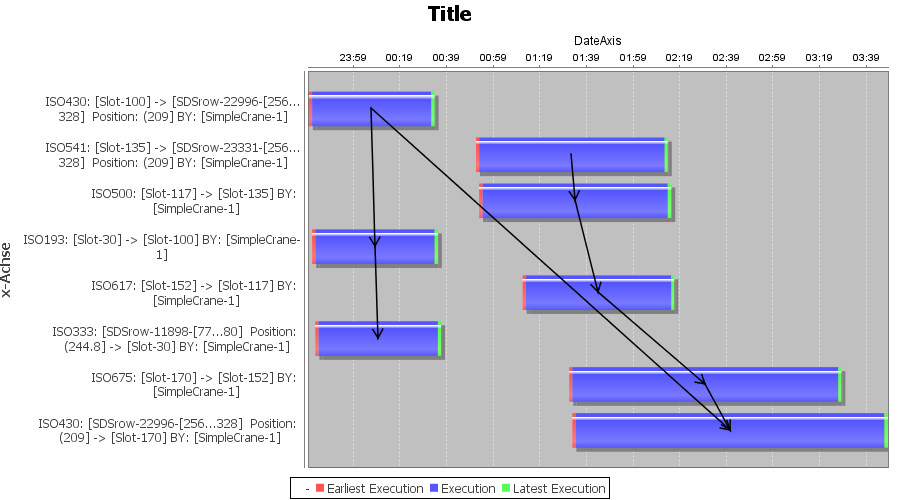 Title
DateAxis
23:59 00:19 00:39 00:59 01:19 01:39 01:59 02:19 02:59 03:19 03:39
ISO430: [Slot-100] -> [SDSrow-22996-[256...
328]  Position: (209] BY: [SimpleCrane-1]
ISO541: [Slot-135] -> [SDSrow-23331-[256...
328]  Position: (209] BY: [SimpleCrane-1]
ISO500: [Slot-117] -> [Slot-135] BY:
[SimpleCrane-1]
ISO193: [Slot-30] -> [Slot-100] BY: [SimpleCrane-
1]
ISO617: [Slot-152] -> [Slot-117] BY:
[SimpleCrane-1]
ISO333: [SDSrow-11898-[77...80]  Position:
(244.8] -> [Slot-30] BY: [SimpleCrane-1]
ISO675: [Slot-170] -> [Slot-152] BY:
[SimpleCrane-1]
ISO430: [SDSrow-22996-[256...328]  Position:
(209] -> [Slot-170] BY: [SimpleCrane-1]
x-Achse
- Earliest Execution Execution Latest Execution